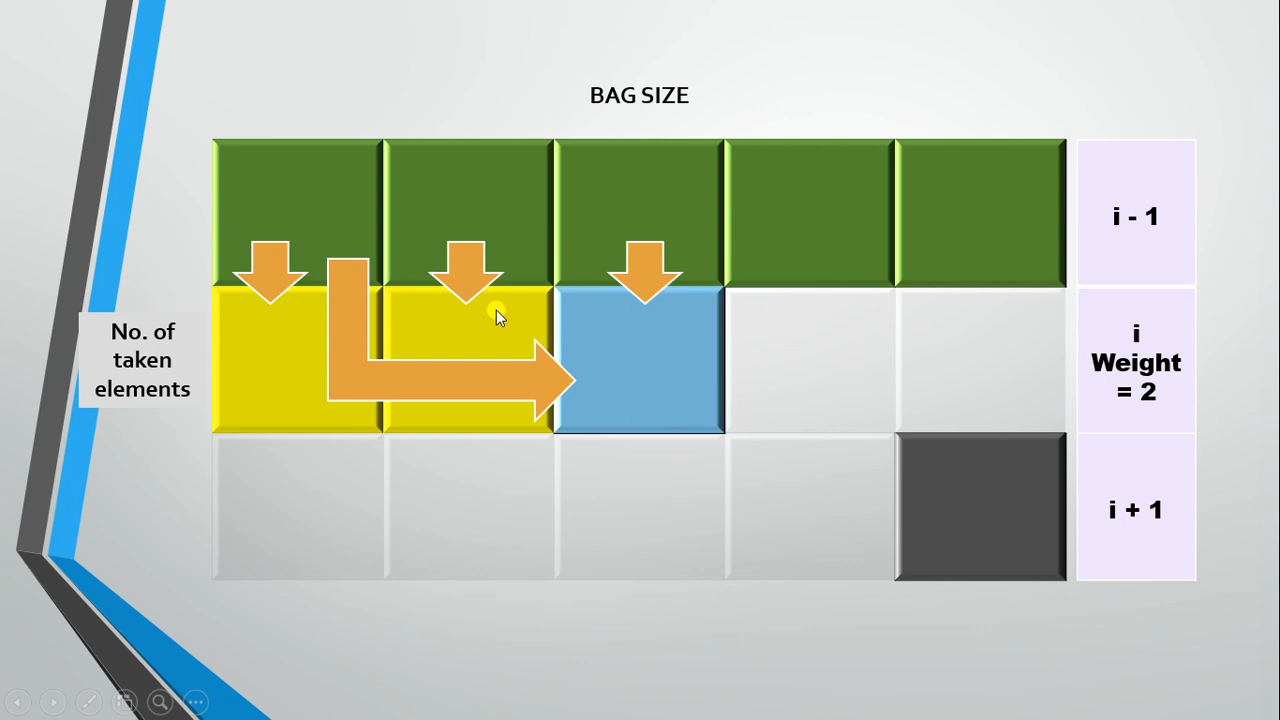 BAG SIZE
i - 1
No. of
taken
elements
i
Weight
= 2
i + 1